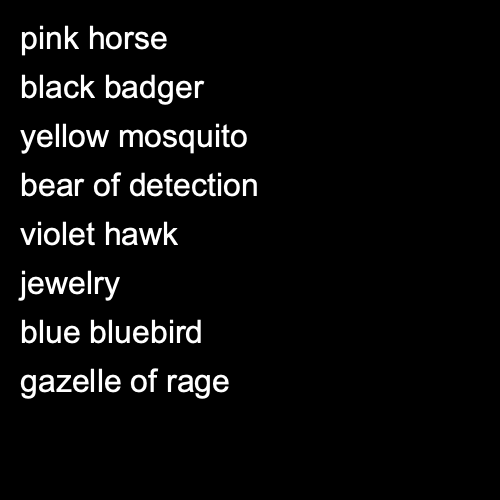 pink horse
black badger
yellow mosquito
bear of detection
violet hawk
jewelry
blue bluebird
gazelle of rage